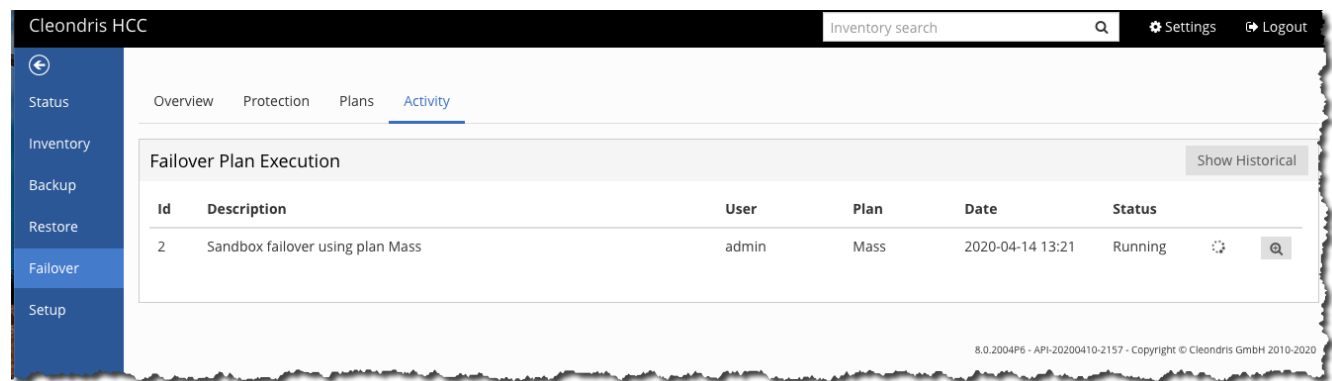 Cleondris HCC
Inventory search
Settings
Logout
Status
Inventory
Backup
Restore
Failover
Setup
Overview Protection Plans Activity
Failover Plan Execution
Show Historical
Id Description User Plan Date Status
2 Sandbox failover using plan Mass admin Mass 2020-04-14 13:21 Running
8.0.2004P6 - API-20200410-2157 - Copyright © Cleondris GmbH 2010-2020